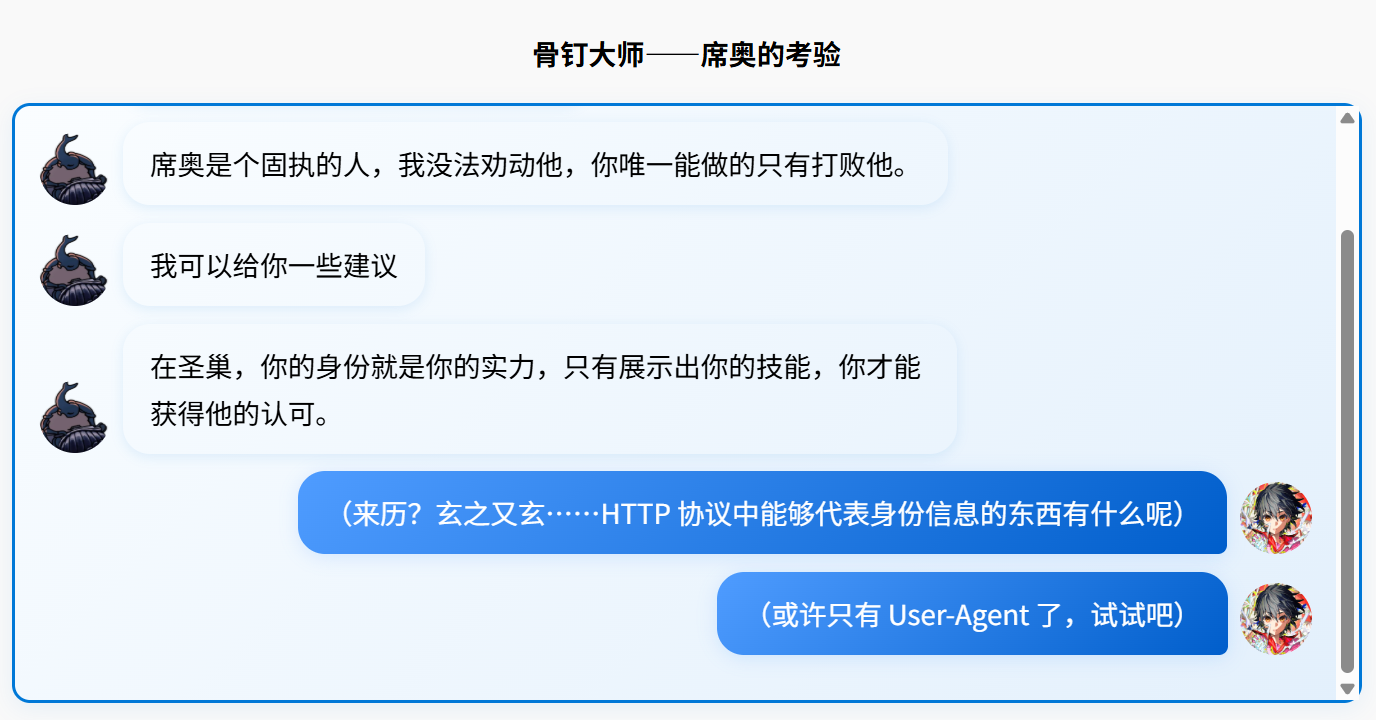 骨钉大师——席奥的考验
席奥是个固执的人，我没法劝动他，你唯一能做的只有打败他。
我可以给你一些建议
在圣巢，你的身份就是你的实力，只有展示出你的技能，你才能
获得他的认可。
（来历？玄之又玄……HTTP 协议中能够代表身份信息的东西有什么呢）
（或许只有 User-Agent 了，试试吧）